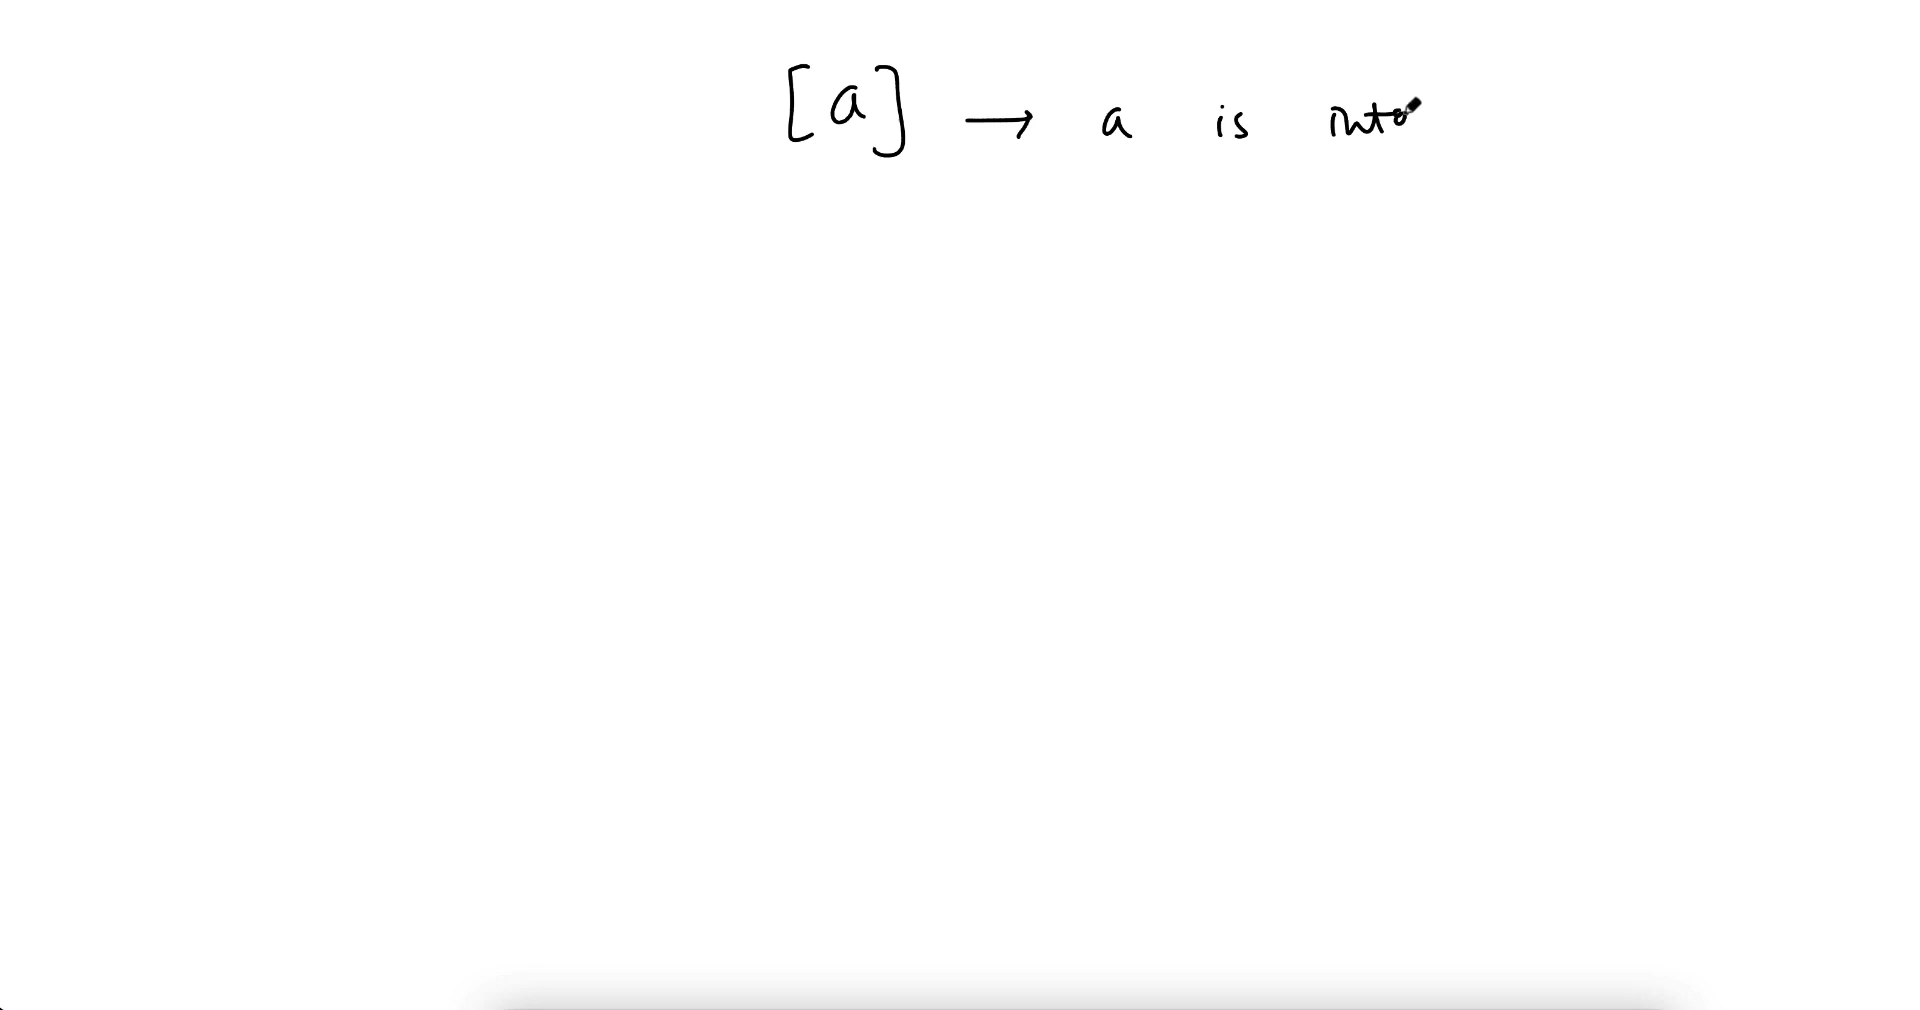 [a] → a is into